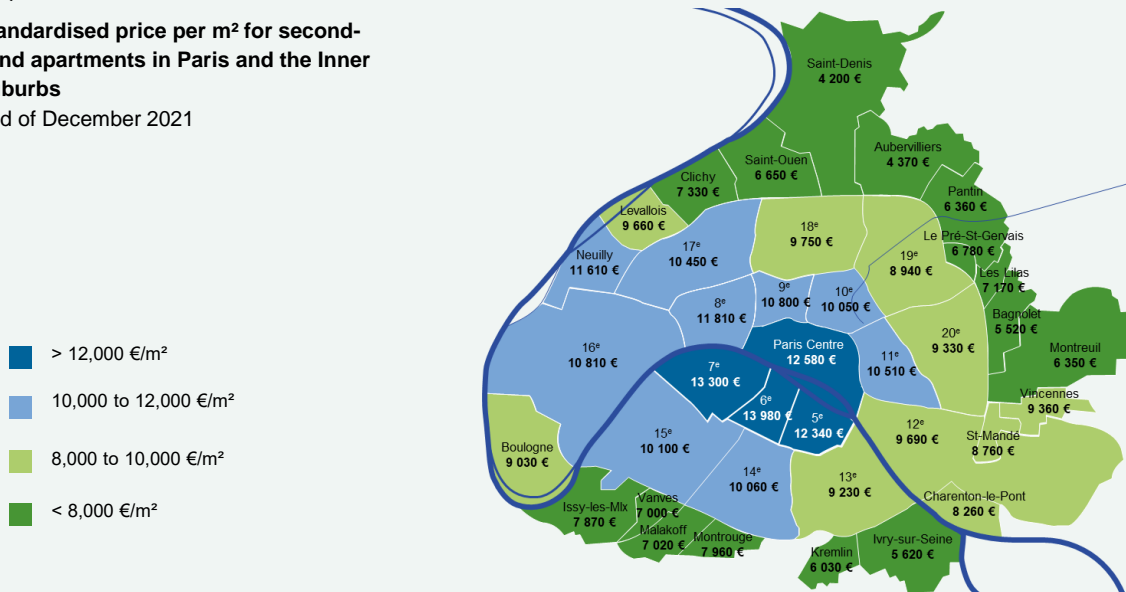 andardised price per m² for second-
nd apartments in Paris and the Inner
burbs
d of December 2021
> 12,000 €/m²
10,000 to 12,000 €/m²
8,000 to 10,000 €/m²
< 8,000 €/m²
Saint-Denis
4 200 €
Aubervilliers
4 370 €
Saint-Ouen
6 650 €
Clichy
7 330 €
Pantin
6 360 €
Levallois
9 660 €
18e
9 750 €
Le Pré-St-Gervais
6 780 €
17e
10 450 €
Neuilly
11 610 €
19e
8 940 €
Les Lilas
7 170 €
9e
10 800 €
10e
10 050 €
8e
11 810 €
Bagnolet
5 520 €
20e
9 330 €
Paris Centre
12 580 €
16e
10 810 €
11e
10 510 €
Montreuil
6 350 €
7e
13 300 €
6e
13 980 €
5e
12 340 €
Vincennes
9 360 €
12e
9 690 €
St-Mandé
8 760 €
15e
10 100 €
Boulogne
9 030 €
14e
10 060 €
13e
9 230 €
Charenton-le-Pont
8 260 €
Issy-les-Mlx
7 870 €
Vanves
7 000 €
Malakoff
7 020 €
Montrouge
7 960 €
Ivry-sur-Seine
5 620 €
Kremlin
6 030 €